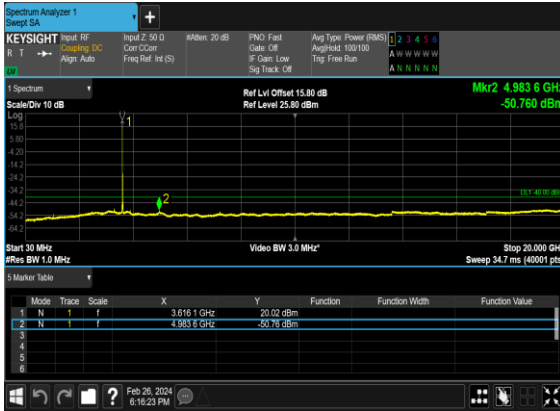 Spectrum Analyzer 1
Swept SA
+
KEYSIGHT Input: RF Input Z: 50 Ω #Atten: 20 dB PNO: Fast Avg Type: Power (RMS) 1 2 3 4 5 6
R T Coupling: DC Corr CCorr Gate: Off Avg|Hold: 100/100 A W W W W W
Align: Auto Freq Ref: Int (S) IF Gain: Low Trig: Free Run
Sig Track: Off A N N N N N
1 Spectrum Ref Lvl Offset 15.80 dB Mkr2 4.983 6 GHz
Scale/Div 10 dB Ref Level 25.80 dBm -50.760 dBm
Log
15.8
5.80
-4.20
-14.2
-24.2
-34.2
-44.2
-54.2
-64.2
1
2
DL1 -40.00 dBm
Start 30 MHz Video BW 3.0 MHz* Stop 20.000 GHz
#Res BW 1.0 MHz Sweep 34.7 ms (40001 pts)
5 Marker Table
Mode Trace Scale X Y Function Function Width Function Value
1 N 1 f 3.616 1 GHz 20.02 dBm
2 N 1 f 4.983 6 GHz -50.76 dBm
3
4
5
6
? Feb 26, 2024
6:16:23 PM